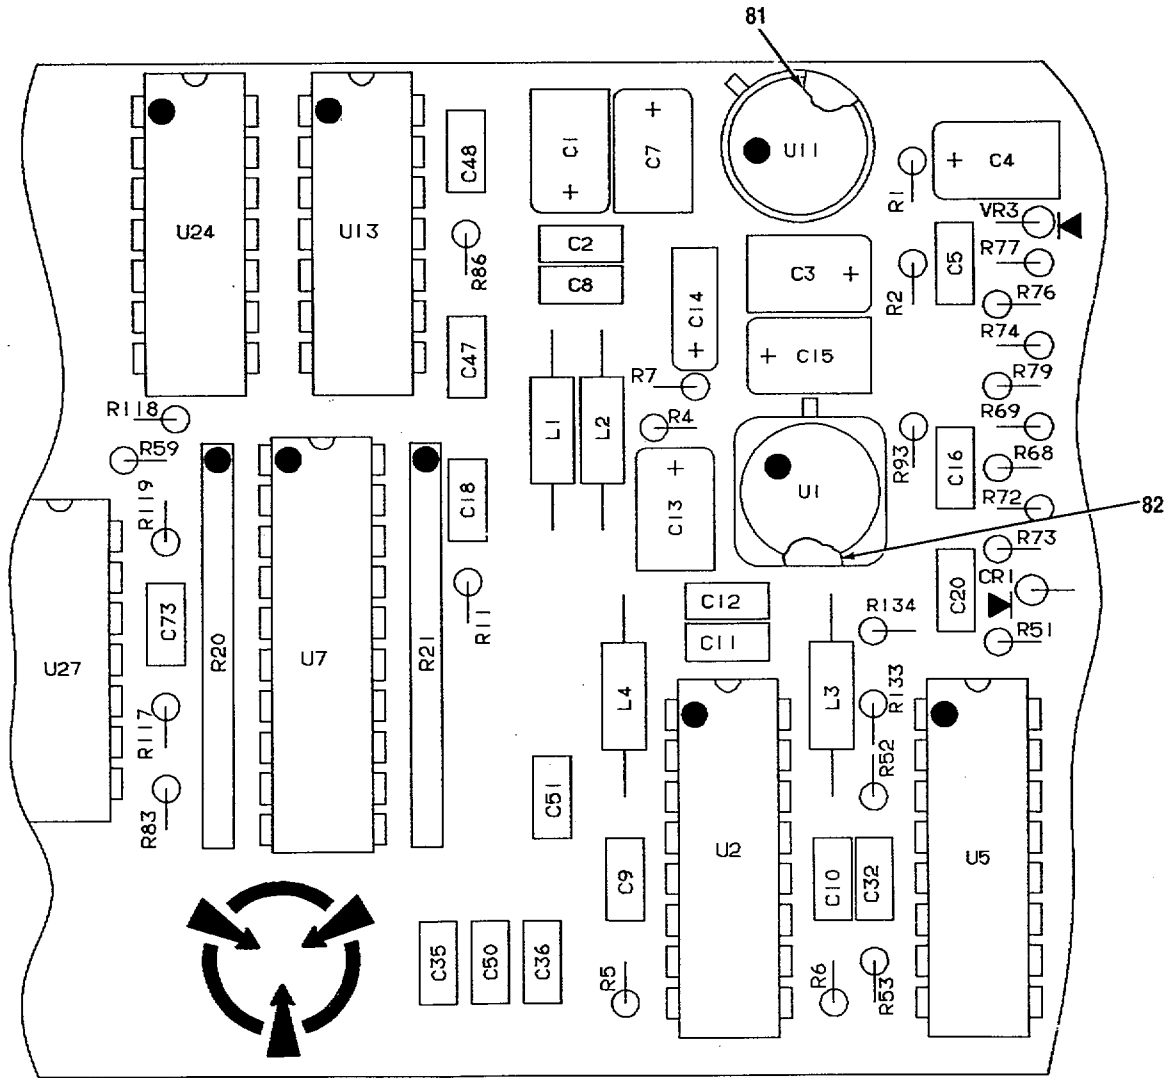 81
C48
C1
C7
U11
C4
R1
VR3
U24
U13
R86
C2
C8
C14
C3
R2
C5
R77
R76
C15
R74
C47
R7
R79
R118
R4
R69
L1
L2
R59
R93
C16
R68
R119
C18
C13
U1
R72
82
R73
CR1
C20
C12
R134
C73
R11
C11
R51
U27
R20
U7
R21
L4
L3
R133
R117
R52
C51
R83
U2
U5
C9
C10
C32
C35
C50
C36
R5
R6
R53